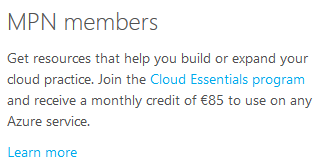 MPN members
Get resources that help you build or expand your
cloud practice. Join the Cloud Essentials program
and receive a monthly credit of €85 to use on any
Azure service.
Learn more